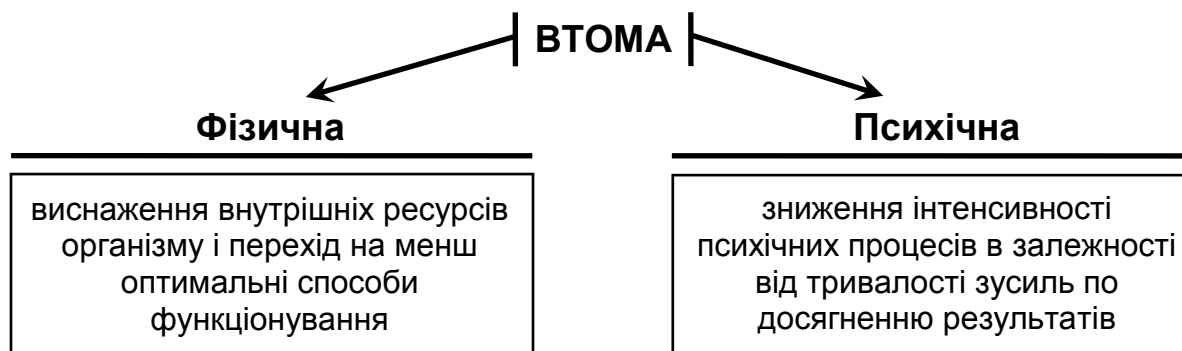 ВТОМА
Фізична
виснаження внутрішніх ресурсів
організму і перехід на менш
оптимальні способи
функціонування
Психічна
зниження інтенсивності
психічних процесів в залежності
від тривалості зусиль по
досягненню результатів